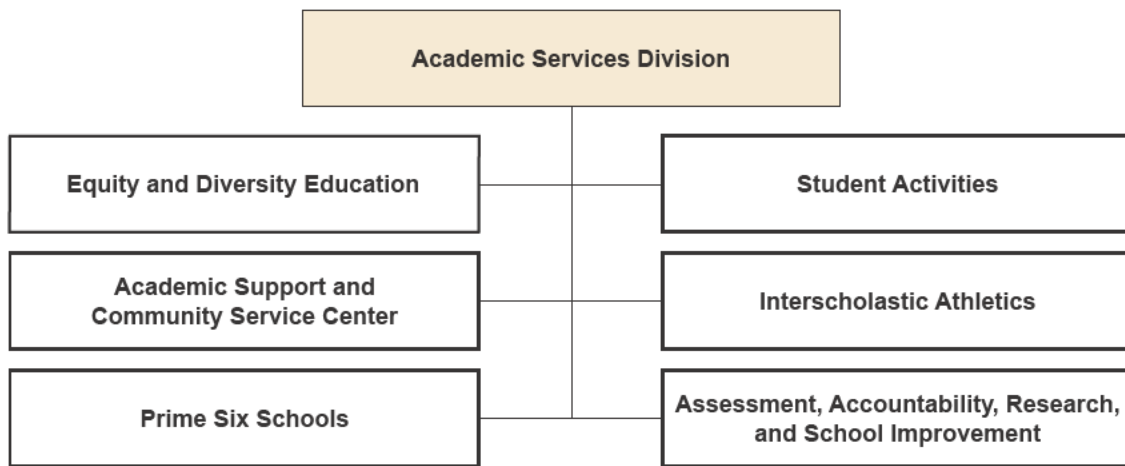 Academic Services Division
Equity and Diversity Education
Student Activities
Academic Support and
Community Service Center
Interscholastic Athletics
Prime Six Schools
Assessment, Accountability, Research,
and School Improvement